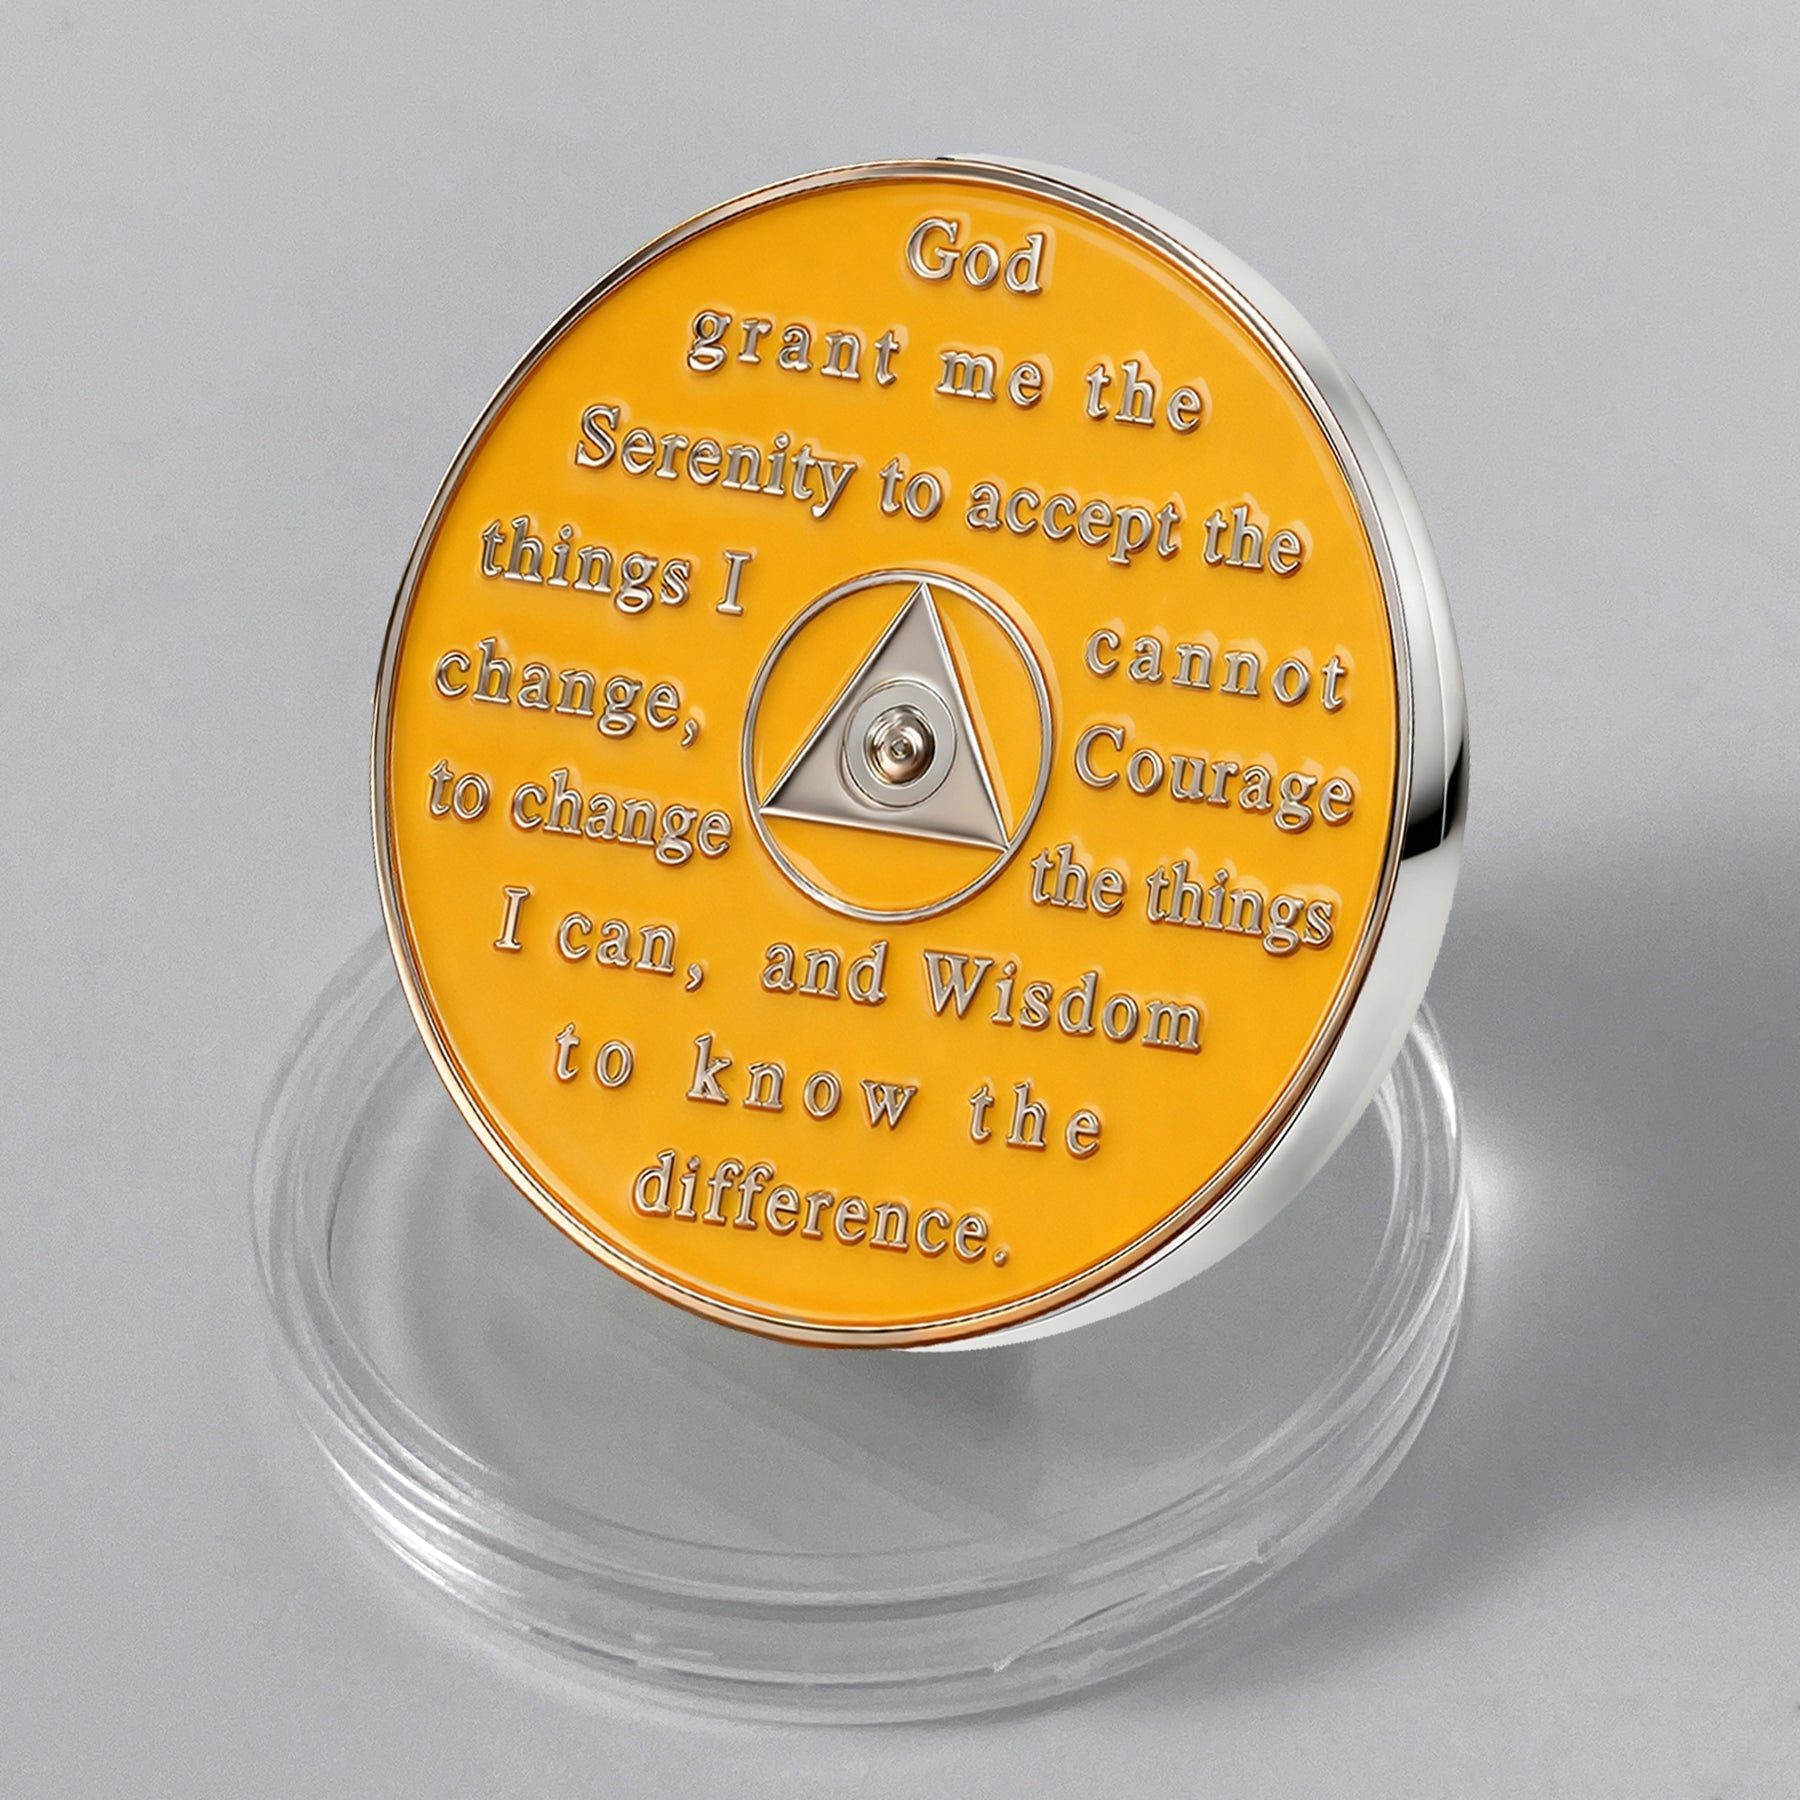 God
grant me the
Serenity to accept the
things I cannot
change, Courage
to change the things
I can, and Wisdom
to know the
difference.